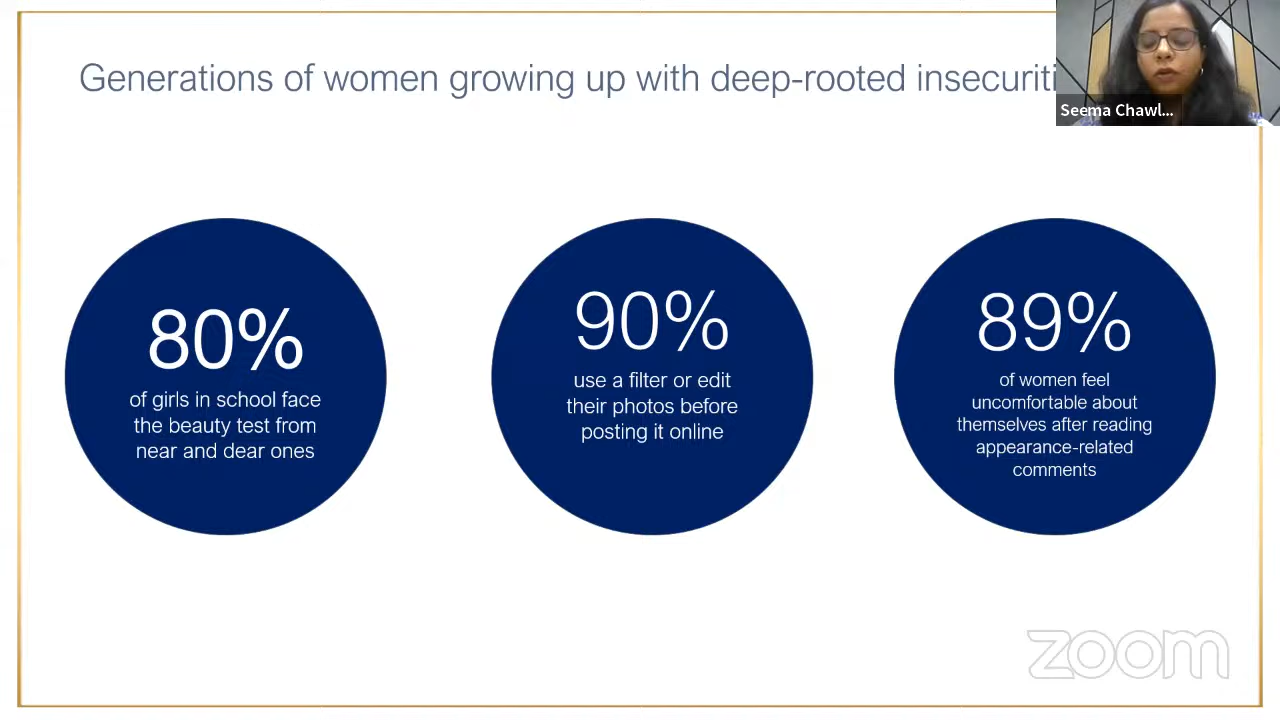 Generations of women growing up with deep-rooted
Seema Chawl...
80%
of girls in school face
the beauty test from
near and dear ones
90%
use a filter or edit
their photos before
posting it online
89%
of women feel
uncomfortable about
themselves after reading
appearance-related
comments
zoom